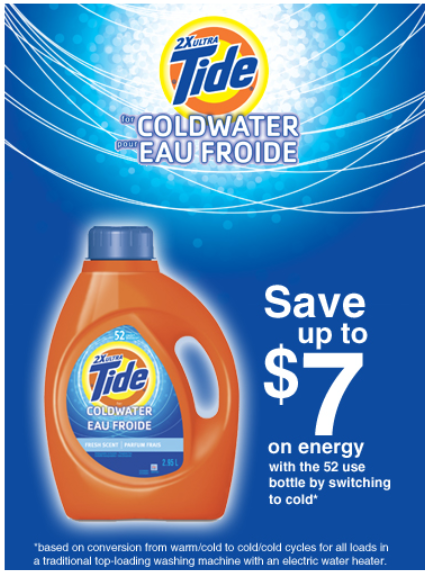 2X ULTRA
Tide
for COLDWATER
pour EAU FROIDE
Save
up to
$7
on energy
with the 52 use
bottle by switching
to cold*
52
2X ULTRA
Tide
COLDWATER
EAU FROIDE
FRESH SCENT | PARFUM FRAIS
2.95 L
*based on conversion from warm/cold to cold/cold cycles for all loads in
a traditional top-loading washing machine with an electric water heater.